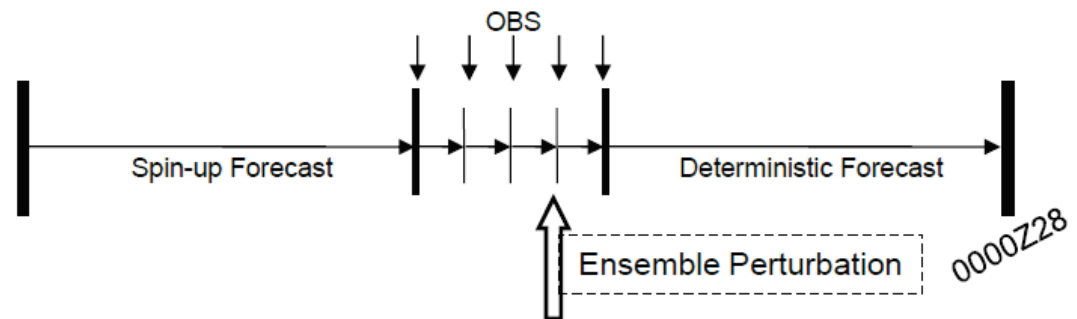 OBS
Spin-up Forecast
Deterministic Forecast
Ensemble Perturbation
0000Z28